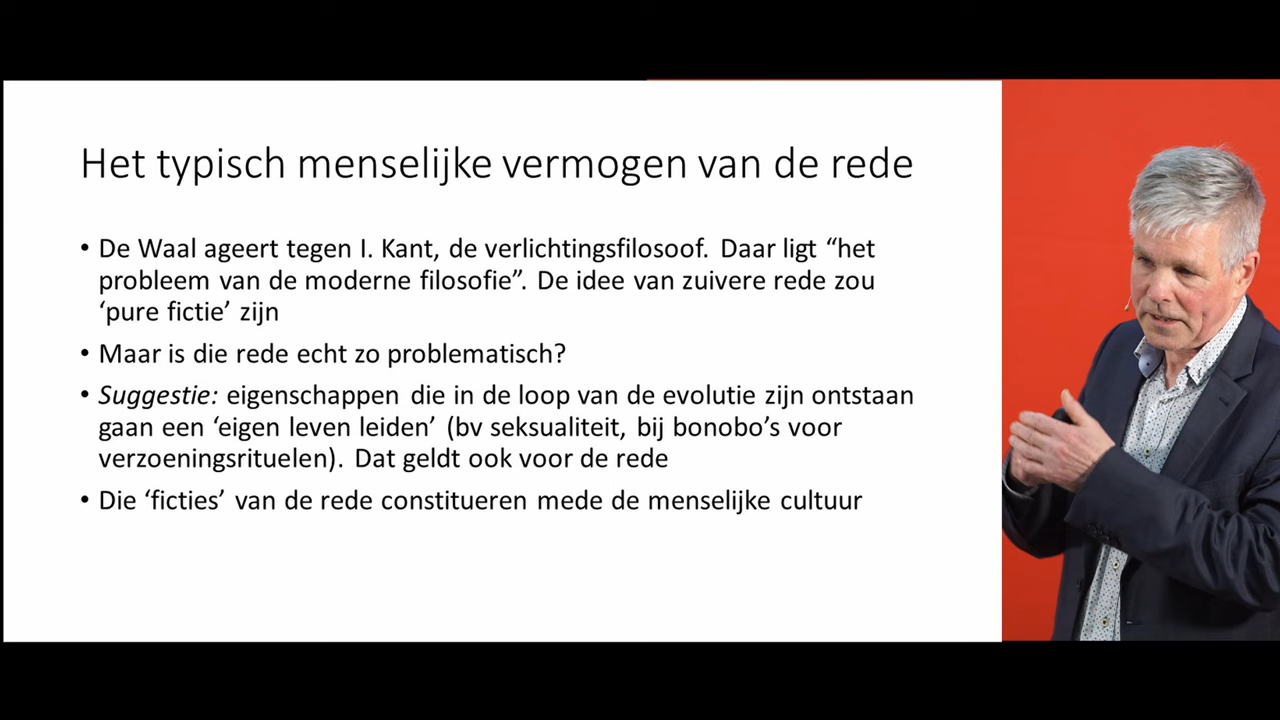 Het typisch menselijke vermogen van de rede
• De Waal ageert tegen I. Kant, de verlichtingsfilosoof. Daar ligt “het
probleem van de moderne filosofie”. De idee van zuivere rede zou
‘pure fictie’ zijn
• Maar is die rede echt zo problematisch?
• Suggestie: eigenschappen die in de loop van de evolutie zijn ontstaan
gaan een ‘eigen leven leiden’ (bv seksualiteit, bij bonobo’s voor
verzoeningsrituelen). Dat geldt ook voor de rede
• Die ‘ficties’ van de rede constitueren mede de menselijke cultuur